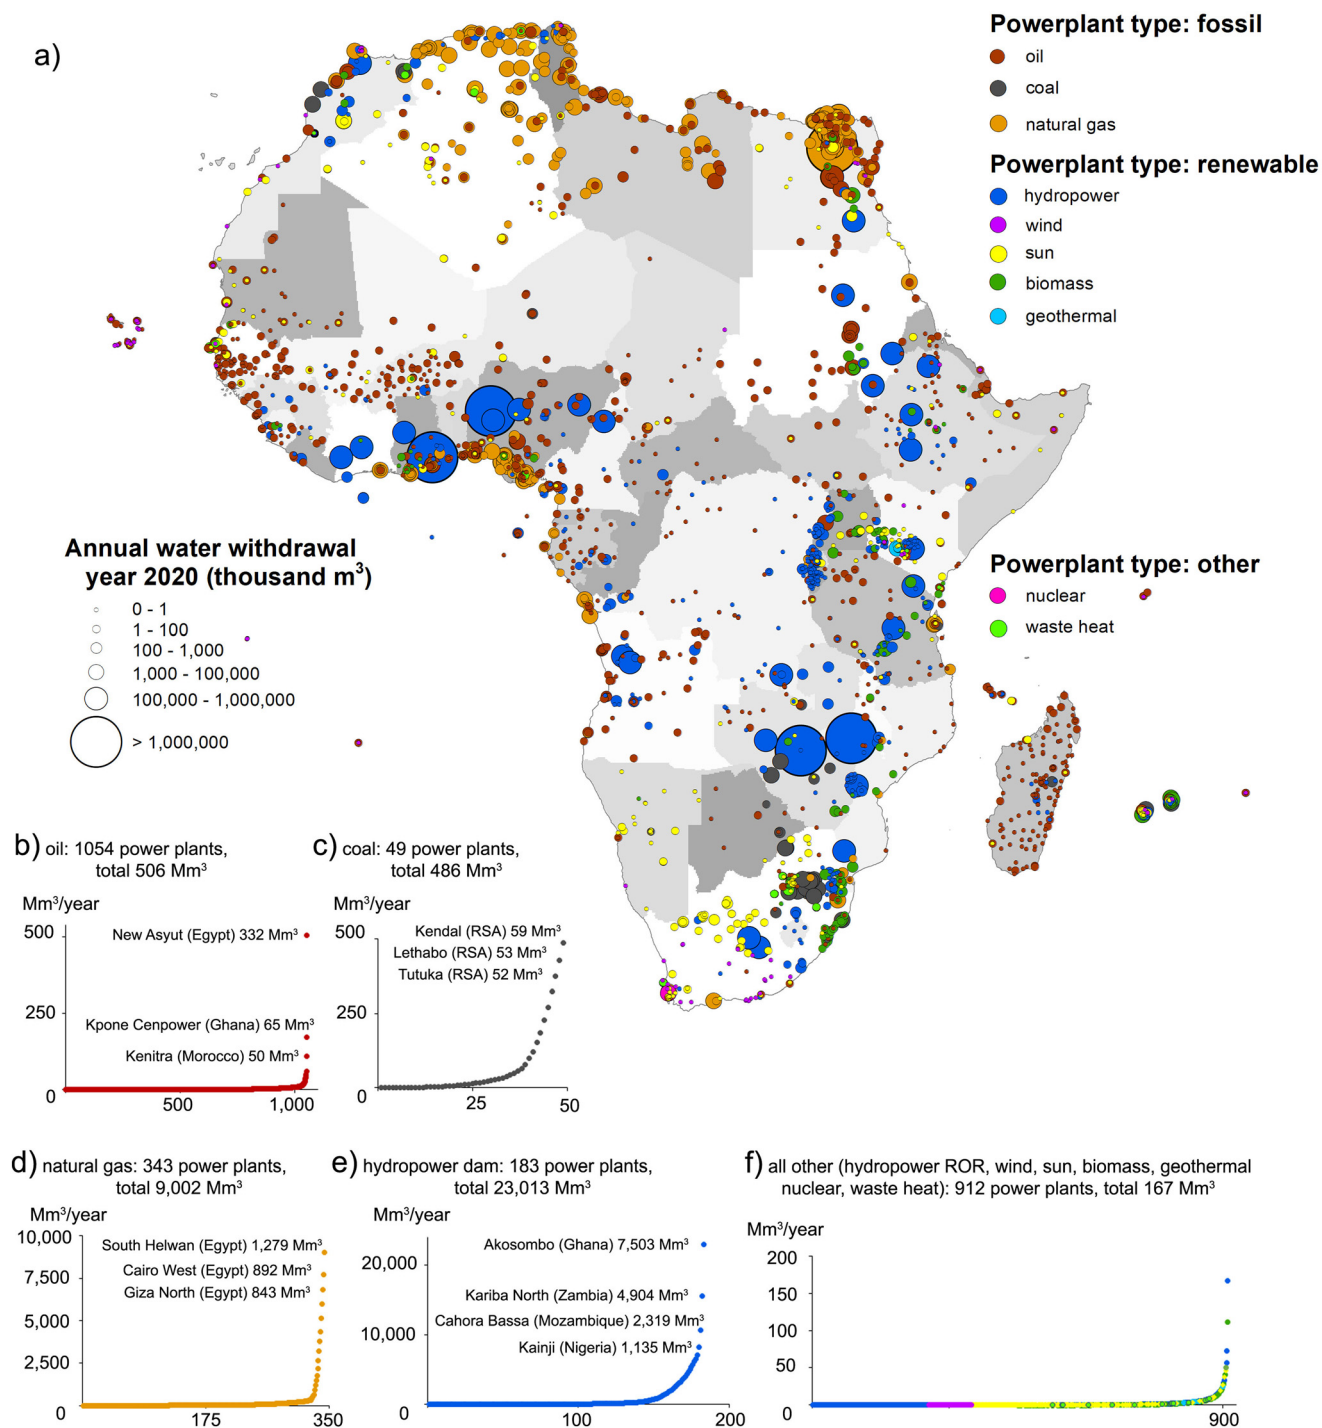 a)
Powerplant type: fossil
oil
coal
natural gas
Powerplant type: renewable
hydropower
wind
sun
biomass
geothermal
Annual water withdrawal
year 2020 (thousand m³)
0 - 1
1 - 100
100 - 1,000
1,000 - 100,000
100,000 - 1,000,000
> 1,000,000
Powerplant type: other
nuclear
waste heat
b) oil: 1054 power plants,
total 506 Mm³
Mm³/year
500
250
0
New Asyut (Egypt) 332 Mm³
Kpone Cenpower (Ghana) 65 Mm³
Kenitra (Morocco) 50 Mm³
500
1,000
c) coal: 49 power plants,
total 486 Mm³
Mm³/year
500
250
0
Kendal (RSA) 59 Mm³
Lethabo (RSA) 53 Mm³
Tutuka (RSA) 52 Mm³
25
50
d) natural gas: 343 power plants,
total 9,002 Mm³
Mm³/year
10,000
7,500
5,000
2,500
0
South Helwan (Egypt) 1,279 Mm³
Cairo West (Egypt) 892 Mm³
Giza North (Egypt) 843 Mm³
175
350
e) hydropower dam: 183 power plants,
total 23,013 Mm³
Mm³/year
20,000
10,000
0
Akosombo (Ghana) 7,503 Mm³
Kariba North (Zambia) 4,904 Mm³
Cahora Bassa (Mozambique) 2,319 Mm³
Kainji (Nigeria) 1,135 Mm³
100
200
f) all other (hydropower ROR, wind, sun, biomass, geothermal
nuclear, waste heat): 912 power plants, total 167 Mm³
Mm³/year
200
150
100
50
0
900